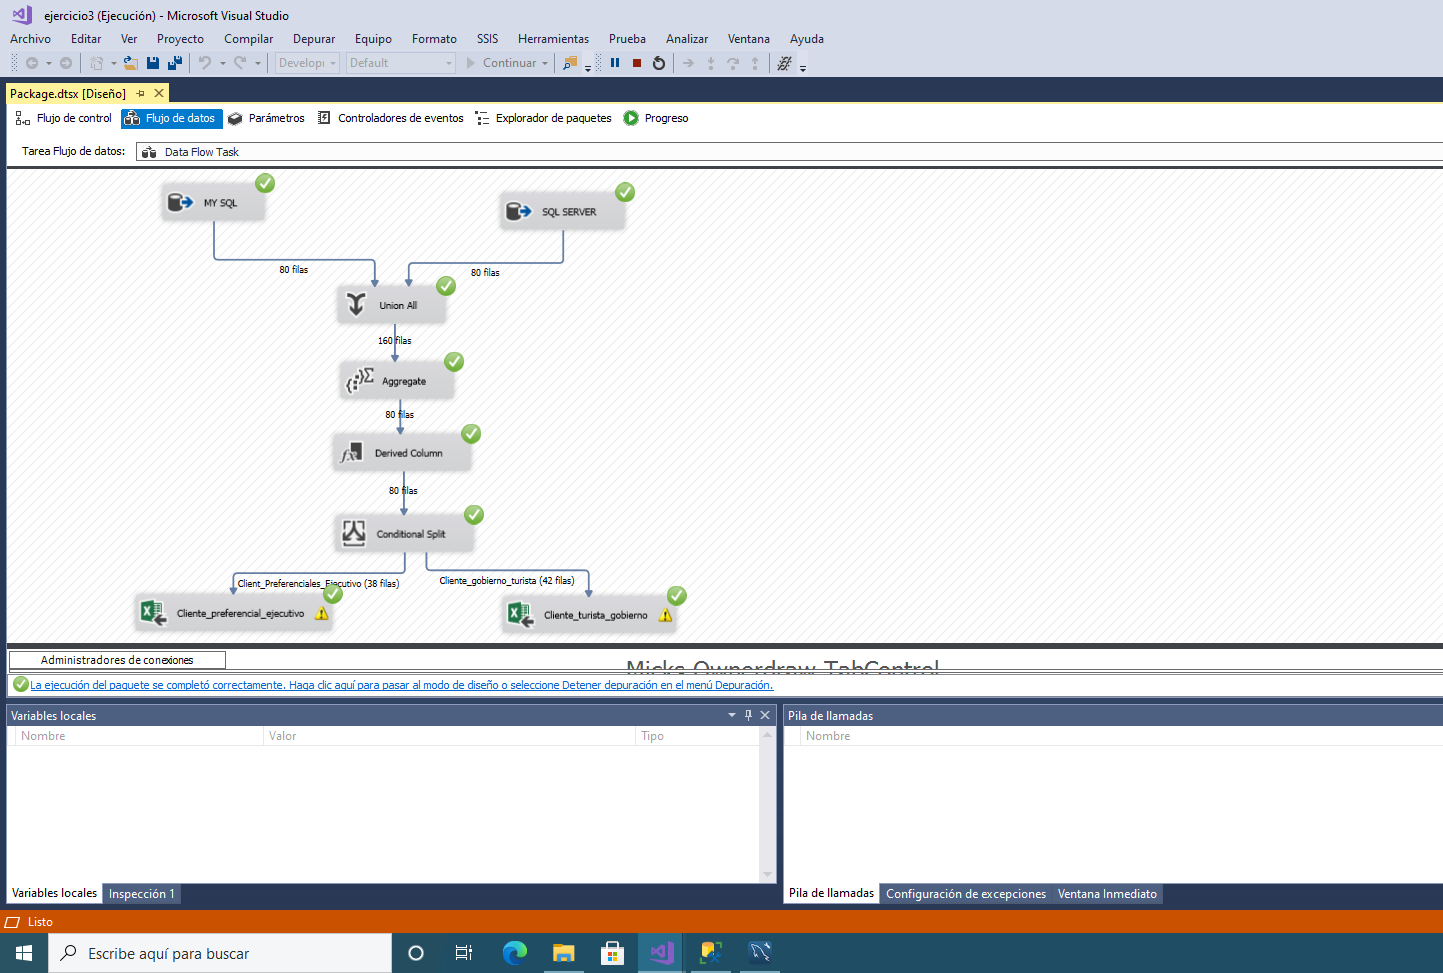 ejercicio3 (Ejecución) - Microsoft Visual Studio
Archivo Editar Ver Proyecto Compilar Depurar Equipo Formato SSIS Herramientas Prueba Analizar Ventana Ayuda
Developi Default Continuar
Package.dtsx [Diseño]
Flujo de control Flujo de datos Parámetros Controladores de eventos Explorador de paquetes Progreso
Tarea Flujo de datos: Data Flow Task
MY SQL
SQL SERVER
80 filas
80 filas
Union All
160 filas
Aggregate
80 filas
Derived Column
80 filas
Conditional Split
Client_Preferenciales_Ejecutivo (38 filas)
Cliente_gobierno_turista (42 filas)
Cliente_preferencial_ejecutivo
Cliente_turista_gobierno
Administradores de conexiones
Micks Ownerdraw TabControl
La ejecución del paquete se completó correctamente. Haga clic aquí para pasar al modo de diseño o seleccione Detener depuración en el menú Depuración.
Variables locales
Nombre Valor Tipo
Pila de llamadas
Nombre
Variables locales Inspección 1
Pila de llamadas Configuración de excepciones Ventana Inmediato
Listo
Escribe aquí para buscar